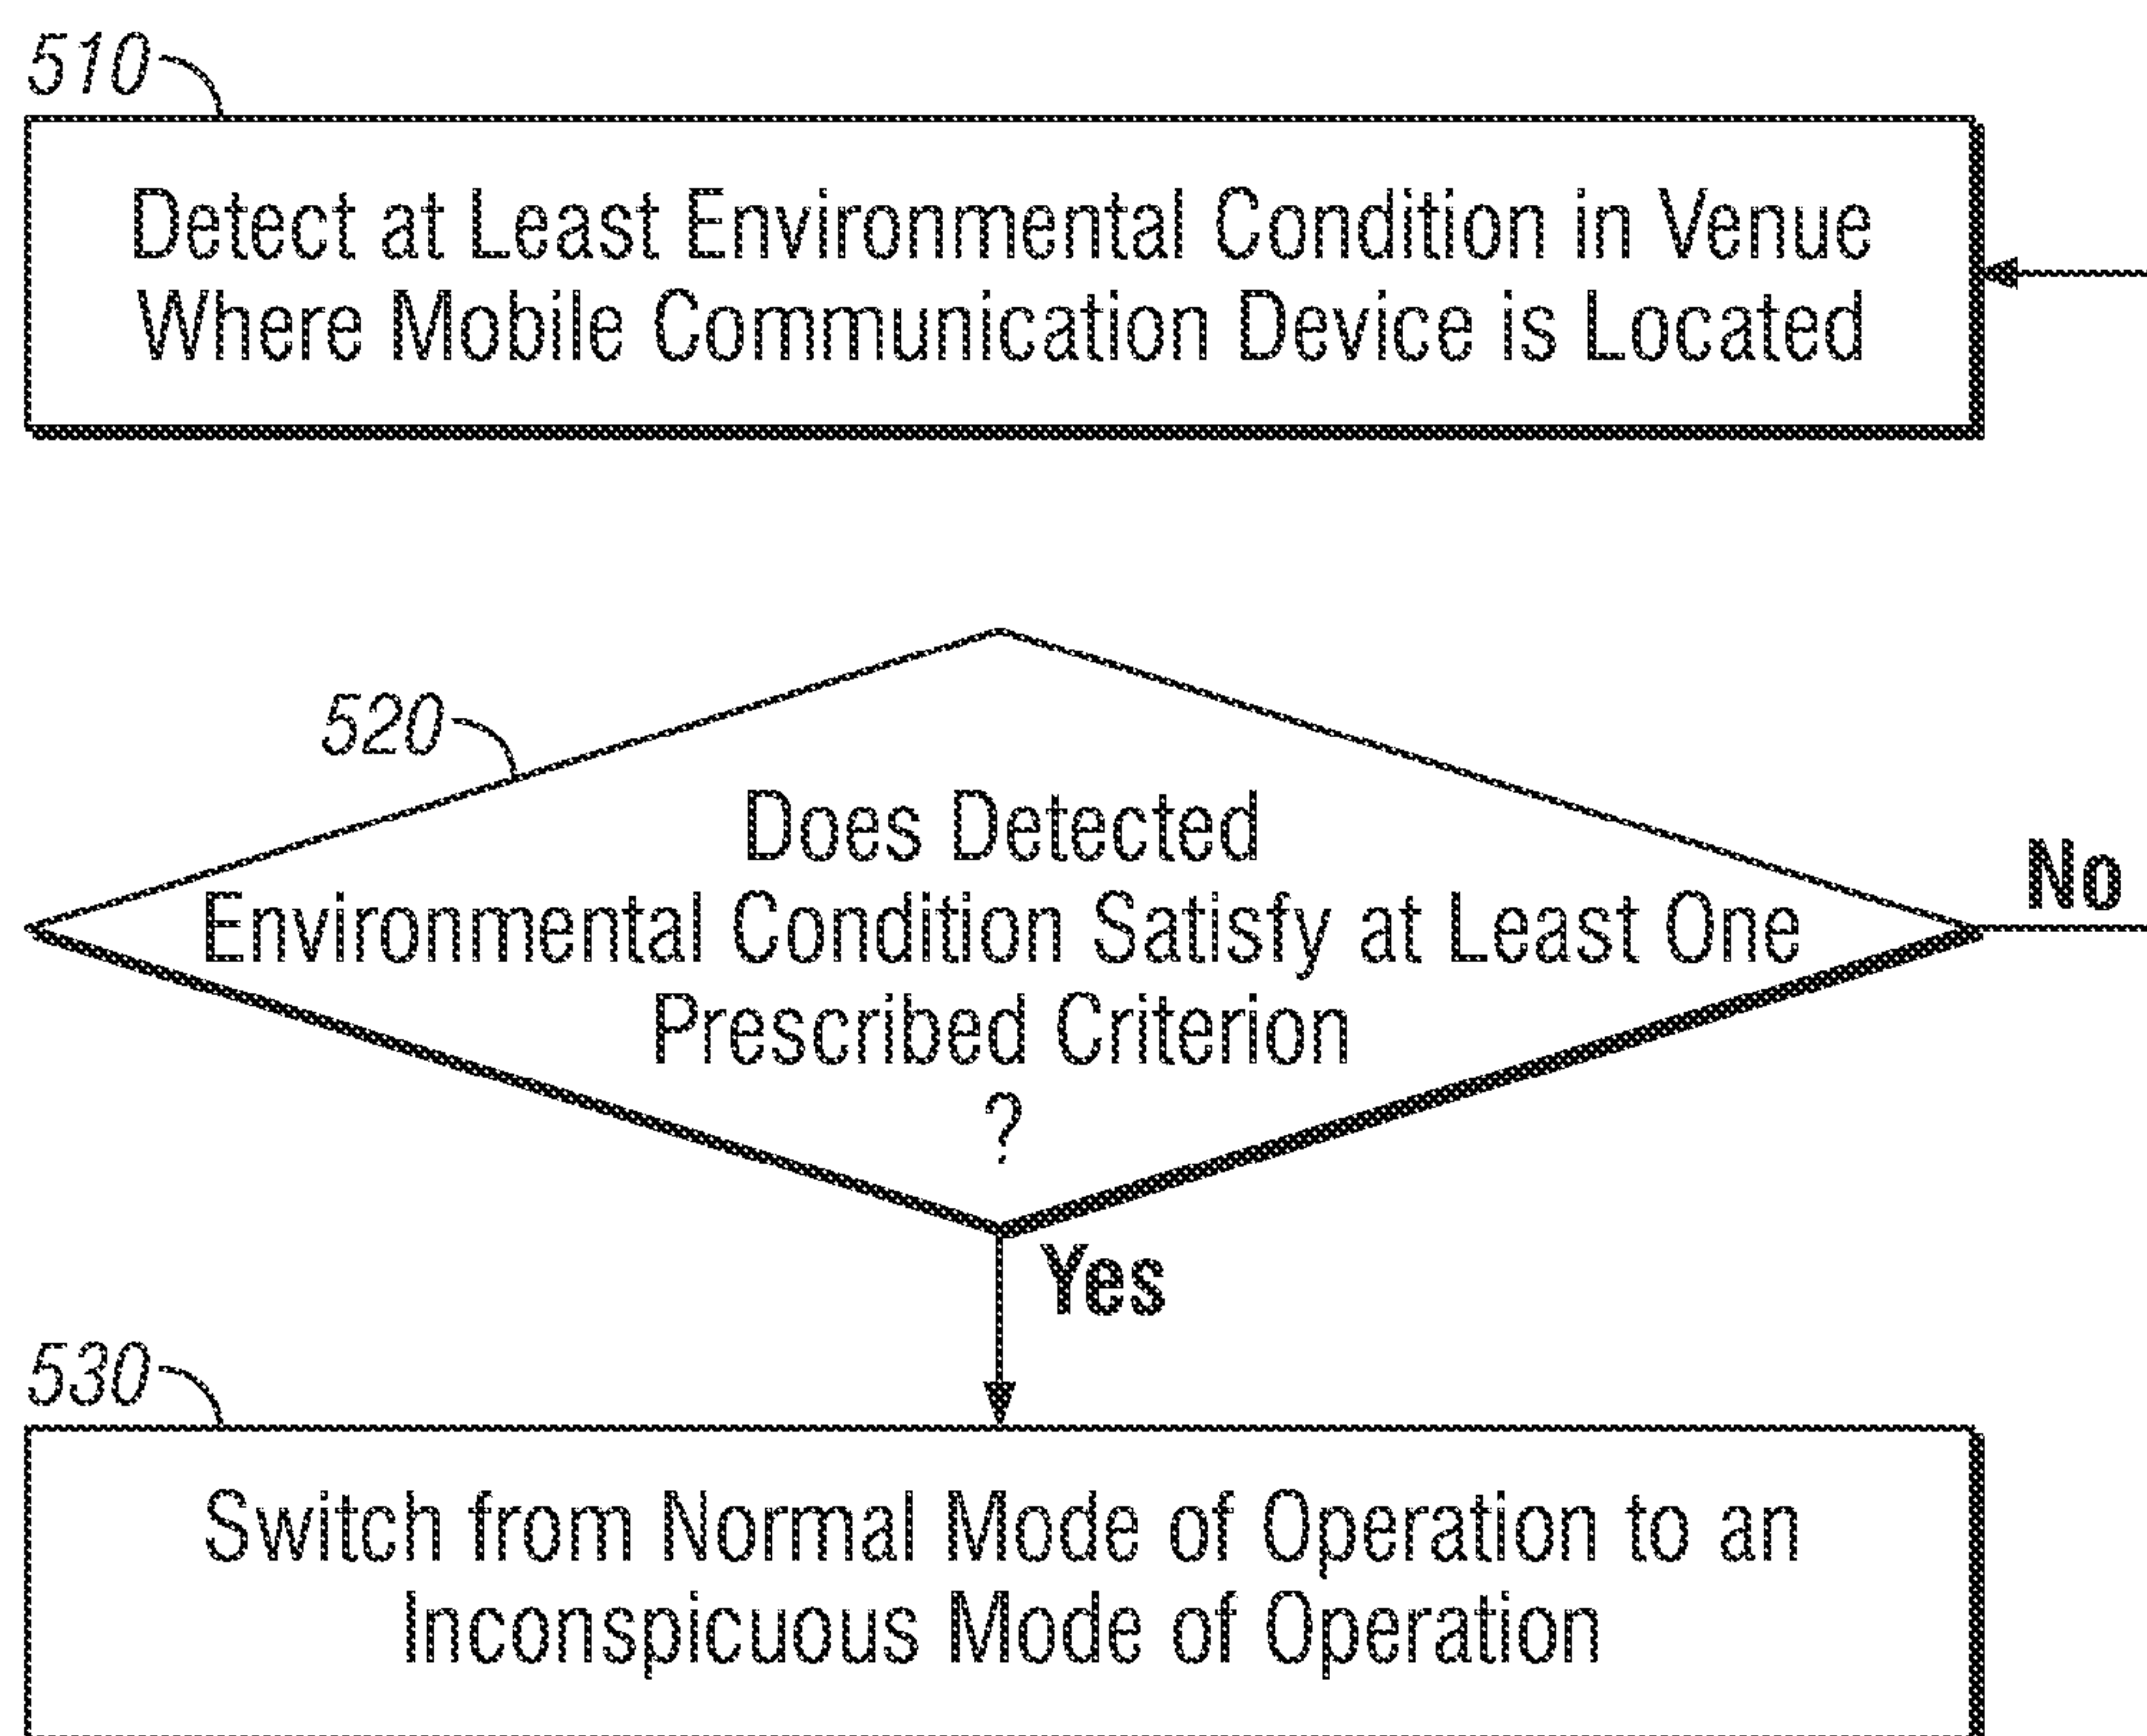 510
Detect at Least Environmental Condition in Venue
Where Mobile Communication Device is Located
520
Does Detected
Environmental Condition Satisfy at Least One
Prescribed Criterion
?
No
Yes
530
Switch from Normal Mode of Operation to an
Inconspicuous Mode of Operation